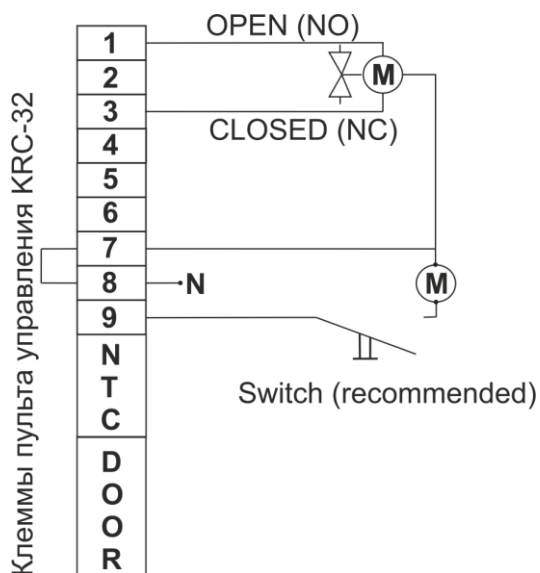 Клеммы пульта управления KRC-32
1
2
3
4
5
6
7
8
9
N
T
C
D
O
O
R
OPEN (NO)
M
CLOSED (NC)
N
M
Switch (recommended)